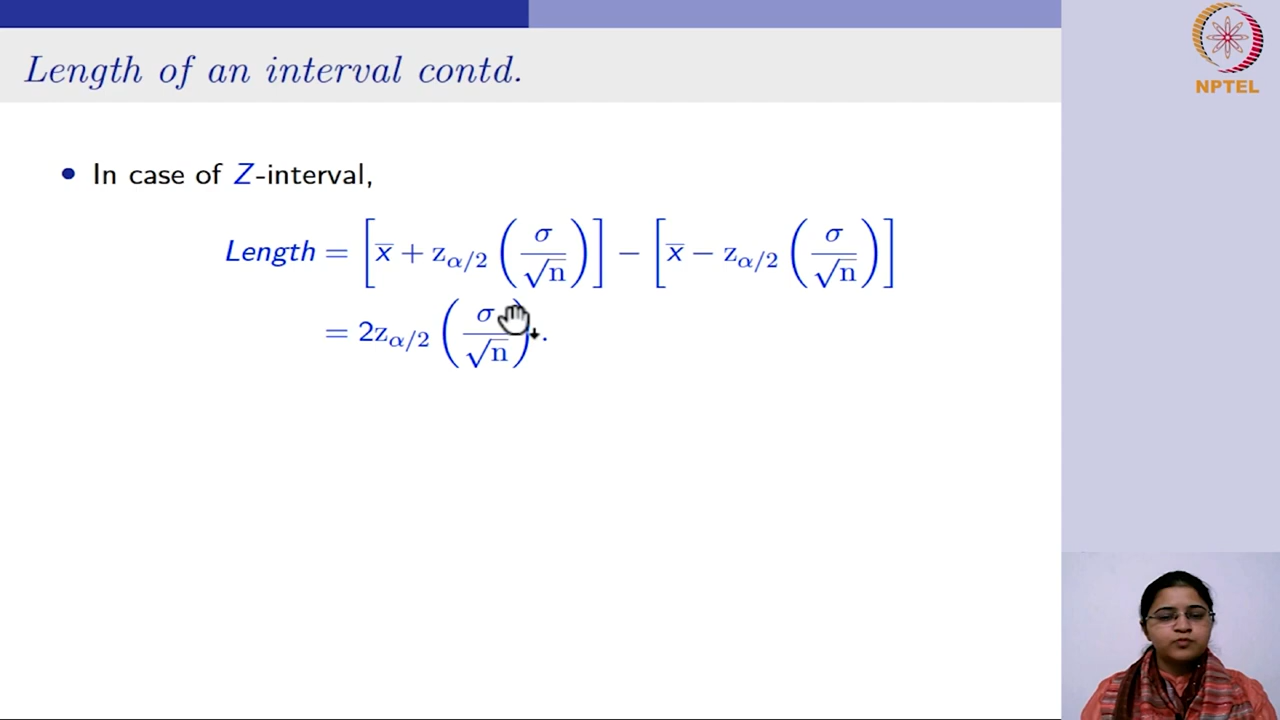 Length of an interval contd.
NPTEL
• In case of Z-interval,
Length = [x̅ + z_{α/2} (σ/√n)] − [x̅ − z_{α/2} (σ/√n)]
= 2z_{α/2} (σ/√n).